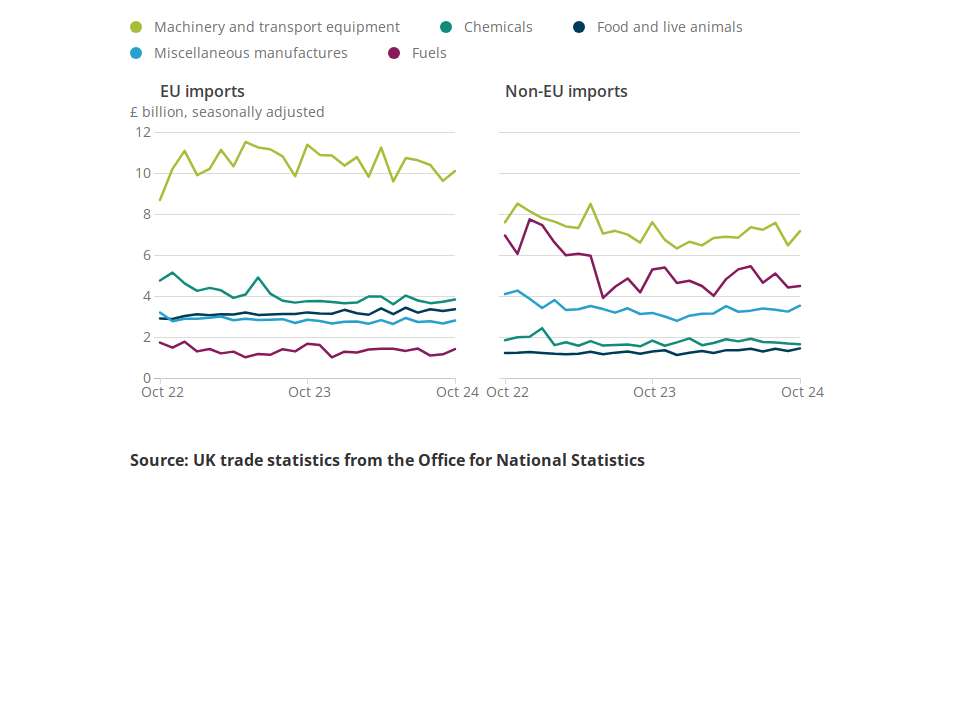 Machinery and transport equipment Chemicals Food and live animals
Miscellaneous manufactures Fuels
EU imports Non-EU imports
£ billion, seasonally adjusted
12
10
8
6
4
2
0
Oct 22 Oct 23 Oct 24 Oct 22 Oct 23 Oct 24
Source: UK trade statistics from the Office for National Statistics